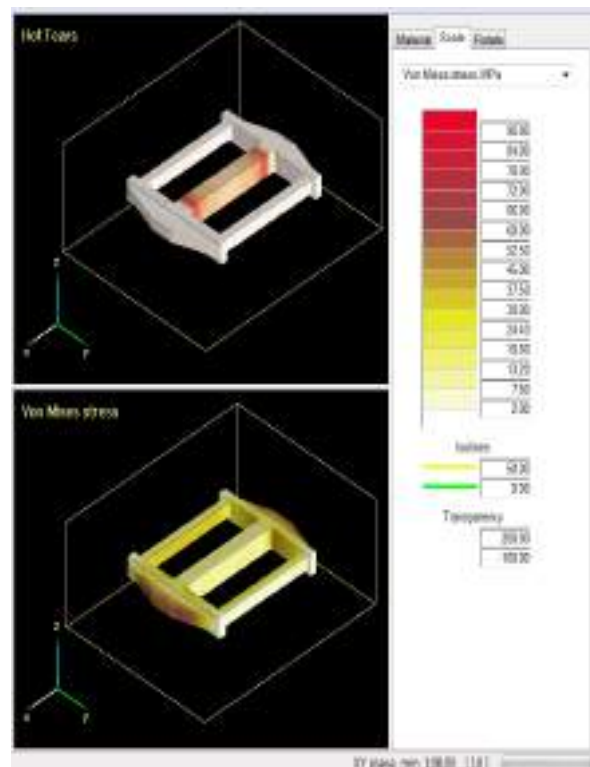 Hot Tears
Material Scale Rotate
Von Mises stress, MPa
90.00
84.00
78.00
72.00
66.00
60.00
52.50
45.00
37.50
30.00
24.40
18.80
13.20
7.60
2.00
Isolines
Transparency
Von Mises stress
z
x
y
z
x
y